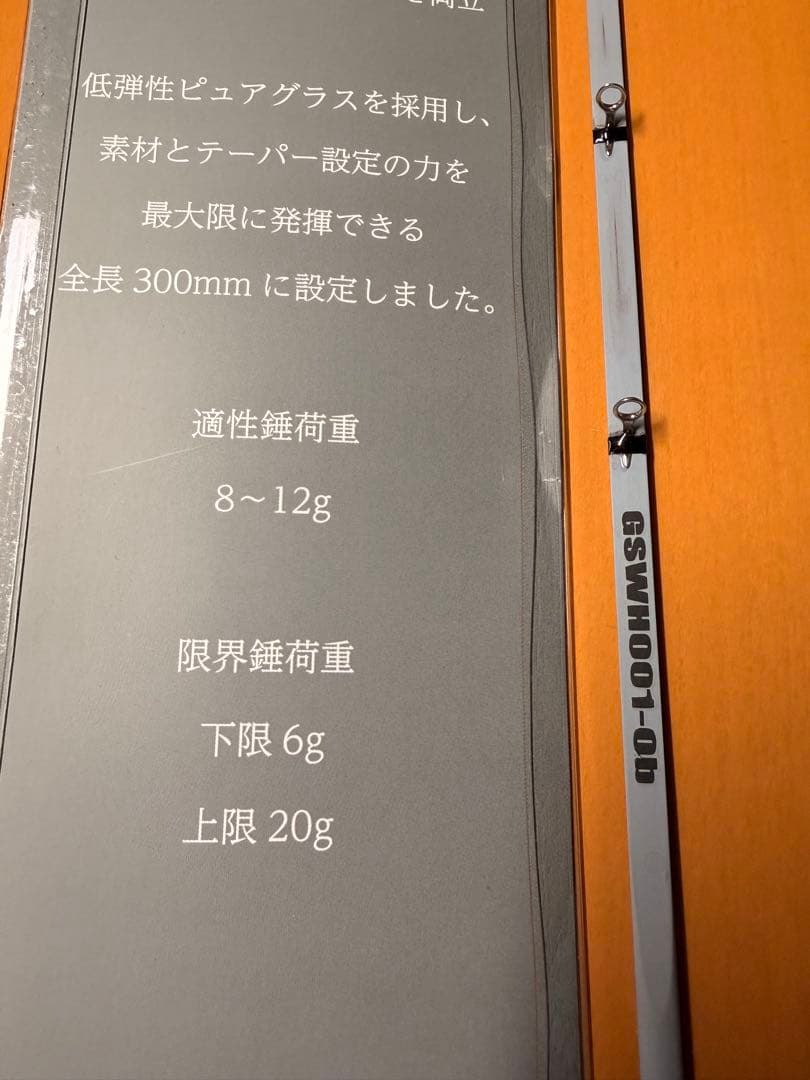 と両立
低弾性ピュアグラスを採用し、
素材とテーパー設定の力を
最大限に発揮できる
全長 300mm に設定しました。
適性錘荷重
8~12g
限界錘荷重
下限 6g
上限 20g
GSWH001-0b